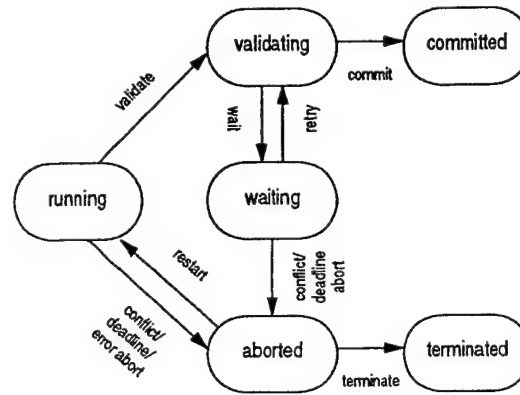 validating
committed
commit
validate
wait
retry
running
waiting
restart
conflict/
deadline
abort
conflict/
deadline/
error abort
aborted
terminated
terminate